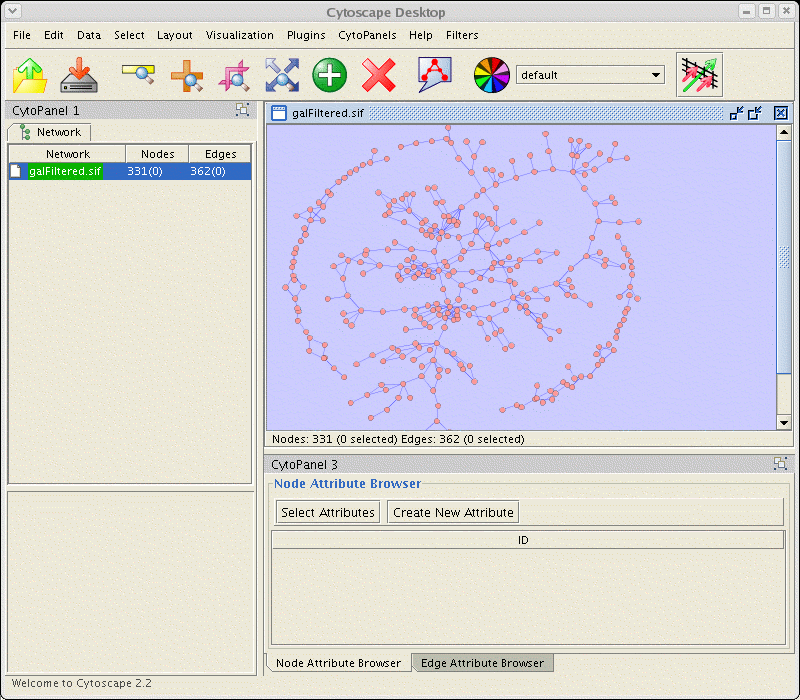 Cytoscape Desktop
File Edit Data Select Layout Visualization Plugins CytoPanels Help Filters
default
CytoPanel 1
Network
Network Nodes Edges
galFiltered.sif 331(0) 362(0)
galFiltered.sif
Nodes: 331 (0 selected) Edges: 362 (0 selected)
CytoPanel 3
Node Attribute Browser
Select Attributes Create New Attribute
ID
Node Attribute Browser Edge Attribute Browser
Welcome to Cytoscape 2.2